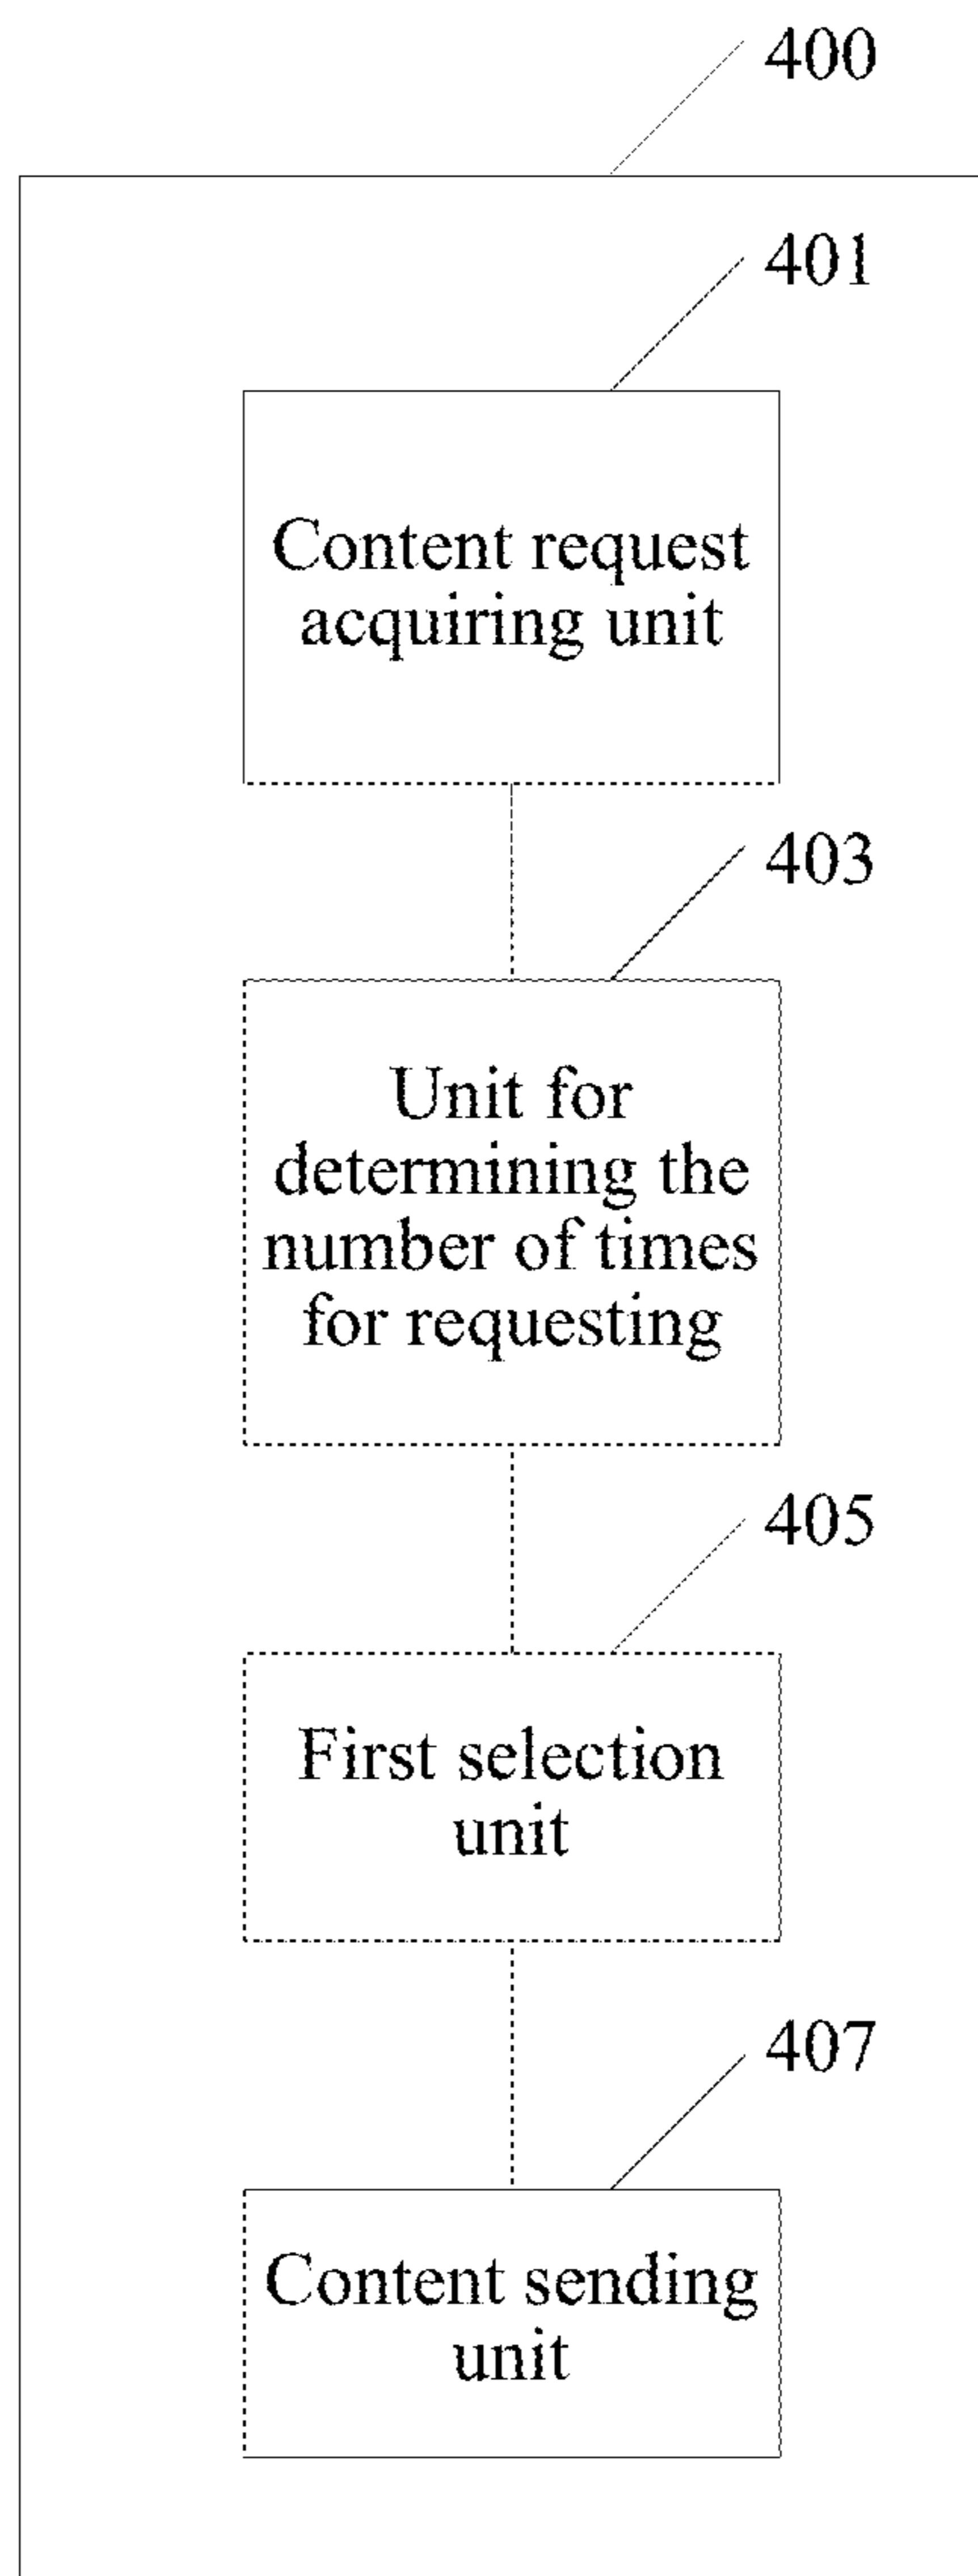 400
401
Content request
acquiring unit
403
Unit for
determining the
number of times
for requesting
405
First selection
unit
407
Content sending
unit